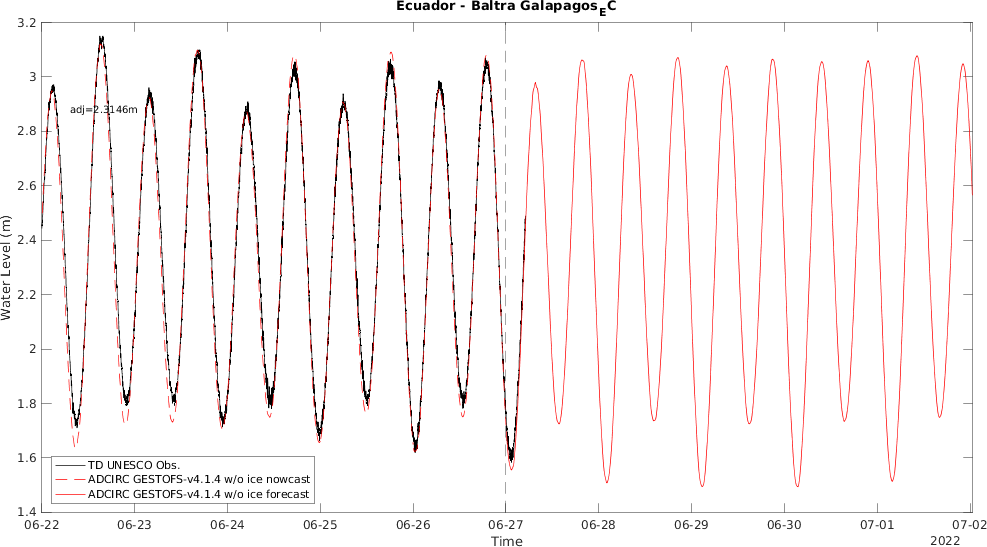 Ecuador - Baltra Galapagos_EC
3.2
3
2.8
2.6
2.4
2.2
2
1.8
1.6
1.4
Water Level (m)
adj=2.3146m
TD UNESCO Obs.
ADCIRC GESTOFS-v4.1.4 w/o ice nowcast
ADCIRC GESTOFS-v4.1.4 w/o ice forecast
06-22 06-23 06-24 06-25 06-26 06-27 06-28 06-29 06-30 07-01 07-02
Time
2022